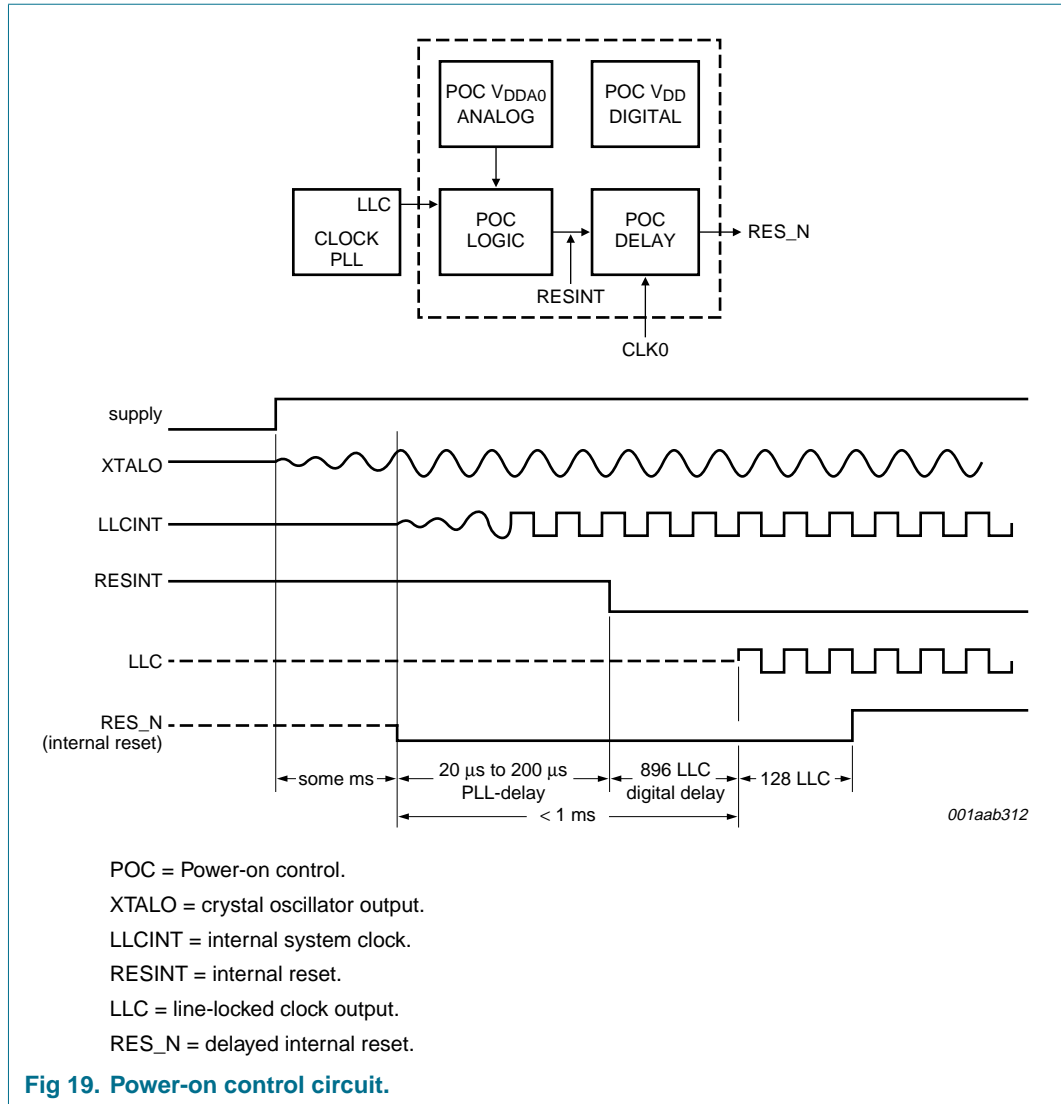 POC VDDA0
ANALOG
POC VDD
DIGITAL
LLC
CLOCK
PLL
POC
LOGIC
POC
DELAY
RES_N
RESINT
CLK0
supply
XTALO
LLCINT
RESINT
LLC
RES_N
(internal reset)
some ms
20 μs to 200 μs
PLL-delay
896 LLC
digital delay
128 LLC
< 1 ms
001aab312
POC = Power-on control.
XTALO = crystal oscillator output.
LLCINT = internal system clock.
RESINT = internal reset.
LLC = line-locked clock output.
RES_N = delayed internal reset.
Fig 19. Power-on control circuit.